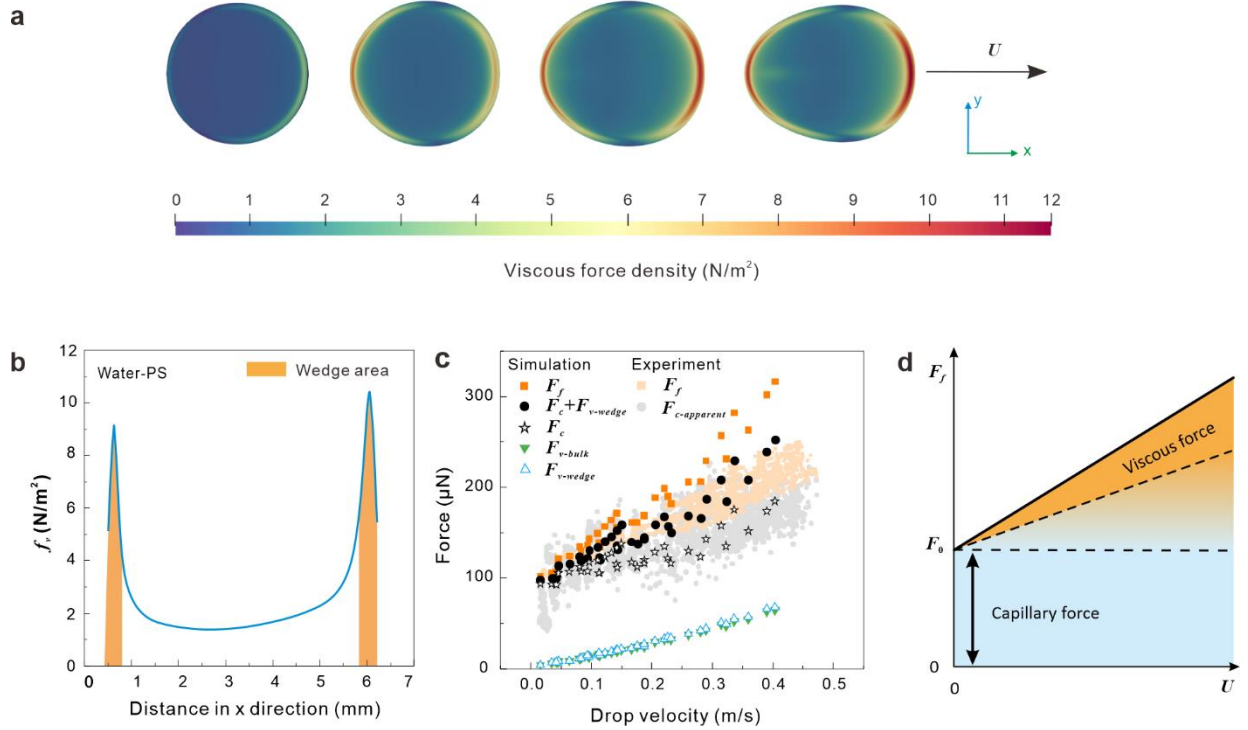 a
U
y
x
0 1 2 3 4 5 6 7 8 9 10 11 12
Viscous force density (N/m²)
b
Water-PS
Wedge area
f_v (N/m²)
12
10
8
6
4
2
0
0 1 2 3 4 5 6 7
Distance in x direction (mm)
c
Simulation Experiment
F_f F_f
F_c+F_v-wedge F_c-apparent
F_c
F_v-bulk
F_v-wedge
Force (µN)
300
200
100
0
0.0 0.1 0.2 0.3 0.4 0.5
Drop velocity (m/s)
d
F_f
Viscous force
F_0
Capillary force
0
0
U